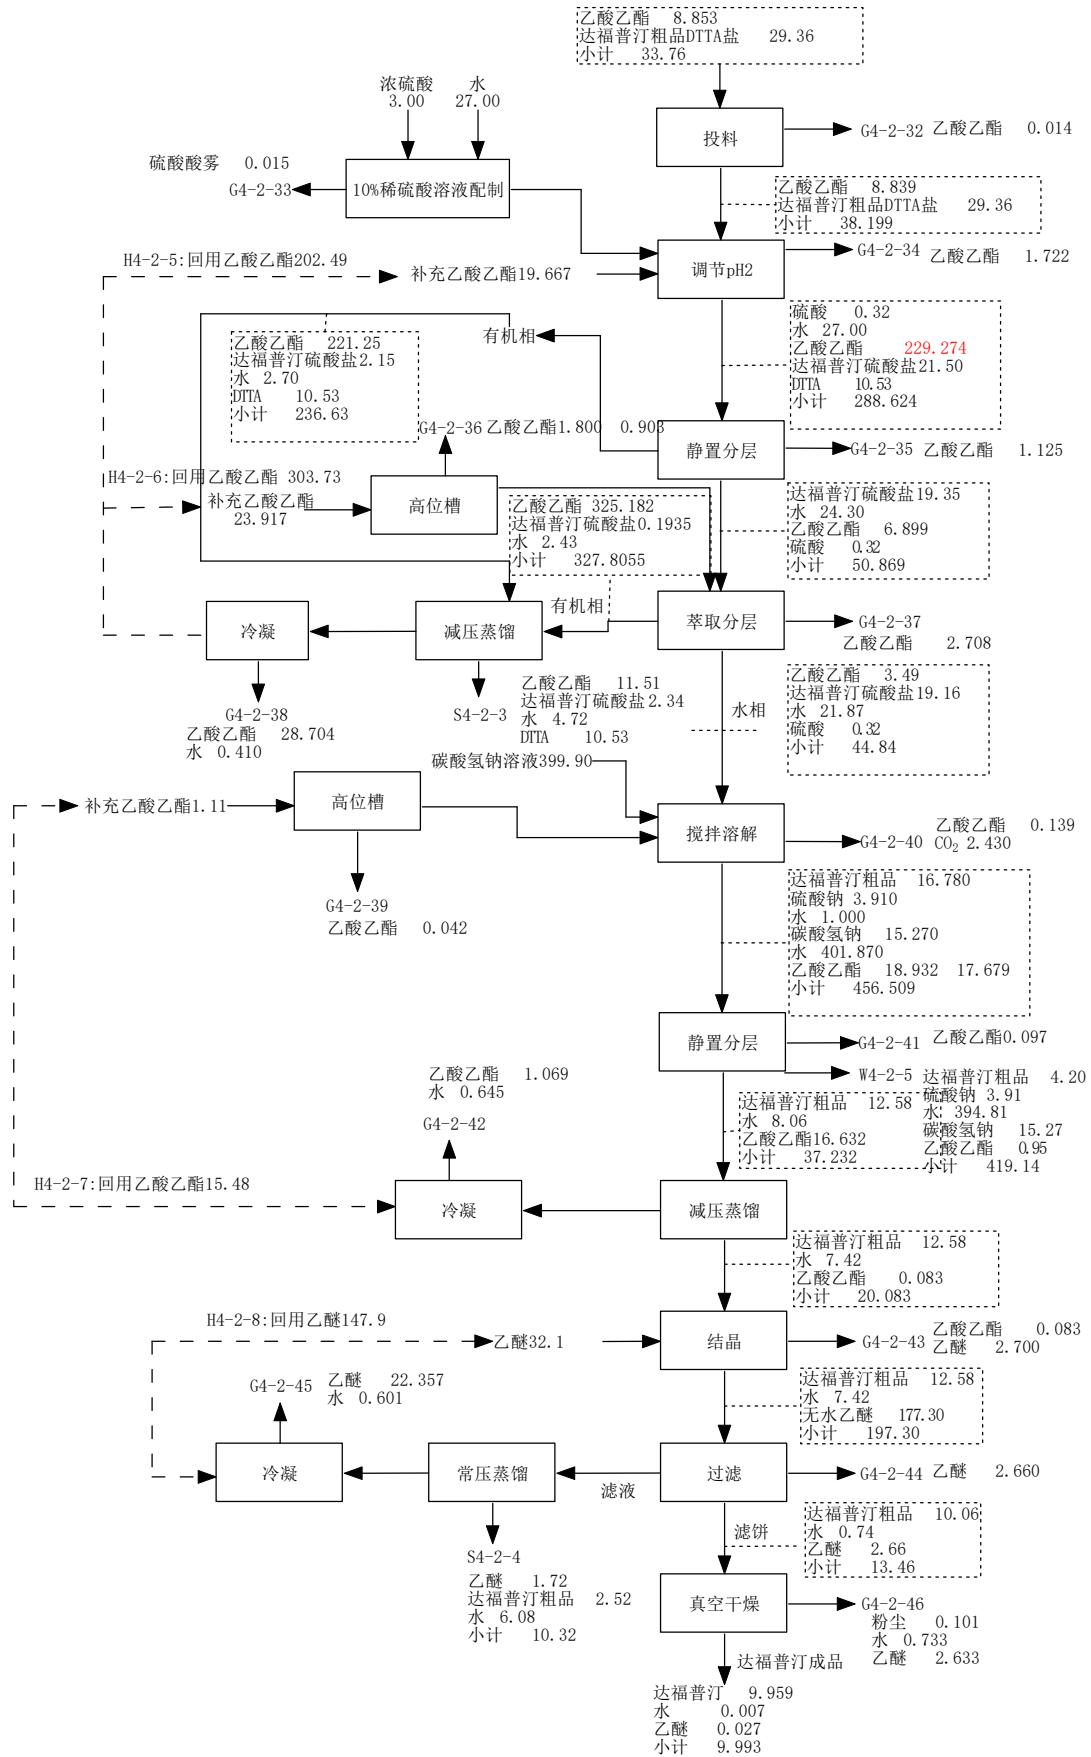 乙酸乙酯 8.853
达福普汀粗品DTTA盐 29.36
小计 33.76
浓硫酸
3.00
水
27.00
投料
G4-2-32 乙酸乙酯 0.014
硫酸酸雾 0.015
G4-2-33
10%稀硫酸溶液配制
乙酸乙酯 8.839
达福普汀粗品DTTA盐 29.36
小计 38.199
H4-2-5:回用乙酸乙酯202.49
补充乙酸乙酯19.667
调节pH2
G4-2-34 乙酸乙酯 1.722
硫酸 0.32
水 27.00
乙酸乙酯 229.274
达福普汀硫酸盐21.50
DTTA 10.53
小计 288.624
有机相
乙酸乙酯 221.25
达福普汀硫酸盐2.15
水 2.70
DTTA 10.53
小计 236.63
G4-2-36 乙酸乙酯1.800 0.903
静置分层
G4-2-35 乙酸乙酯 1.125
H4-2-6:回用乙酸乙酯 303.73
补充乙酸乙酯
23.917
高位槽
乙酸乙酯 325.182
达福普汀硫酸盐0.1935
水 2.43
小计 327.8055
达福普汀硫酸盐19.35
水 24.30
乙酸乙酯 6.899
硫酸 0.32
小计 50.869
冷凝
减压蒸馏
有机相
萃取分层
G4-2-37
乙酸乙酯 2.708
G4-2-38
乙酸乙酯 28.704
水 0.410
S4-2-3
乙酸乙酯 11.51
达福普汀硫酸盐2.34
水 4.72
DTTA 10.53
水相
乙酸乙酯 3.49
达福普汀硫酸盐19.16
水 21.87
硫酸 0.32
小计 44.84
碳酸氢钠溶液399.90
补充乙酸乙酯1.11
高位槽
搅拌溶解
G4-2-40
乙酸乙酯 0.139
CO₂ 2.430
G4-2-39
乙酸乙酯 0.042
达福普汀粗品 16.780
硫酸钠 3.910
水 1.000
碳酸氢钠 15.270
水 401.870
乙酸乙酯 18.932 17.679
小计 456.509
静置分层
G4-2-41 乙酸乙酯0.097
W4-2-5
达福普汀粗品 4.20
硫酸钠 3.91
水 394.81
碳酸氢钠 15.27
乙酸乙酯 0.95
小计 419.14
乙酸乙酯 1.069
水 0.645
G4-2-42
达福普汀粗品 12.58
水 8.06
乙酸乙酯16.632
小计 37.232
H4-2-7:回用乙酸乙酯15.48
冷凝
减压蒸馏
达福普汀粗品 12.58
水 7.42
乙酸乙酯 0.083
小计 20.083
H4-2-8:回用乙醚147.9
乙醚32.1
结晶
G4-2-43
乙酸乙酯 0.083
乙醚 2.700
G4-2-45
乙醚 22.357
水 0.601
达福普汀粗品 12.58
水 7.42
无水乙醚 177.30
小计 197.30
冷凝
常压蒸馏
滤液
过滤
G4-2-44 乙醚 2.660
滤饼
达福普汀粗品 10.06
水 0.74
乙醚 2.66
小计 13.46
S4-2-4
乙醚 1.72
达福普汀粗品 2.52
水 6.08
小计 10.32
真空干燥
G4-2-46
粉尘 0.101
水 0.733
乙醚 2.633
达福普汀成品
达福普汀 9.959
水 0.007
乙醚 0.027
小计 9.993